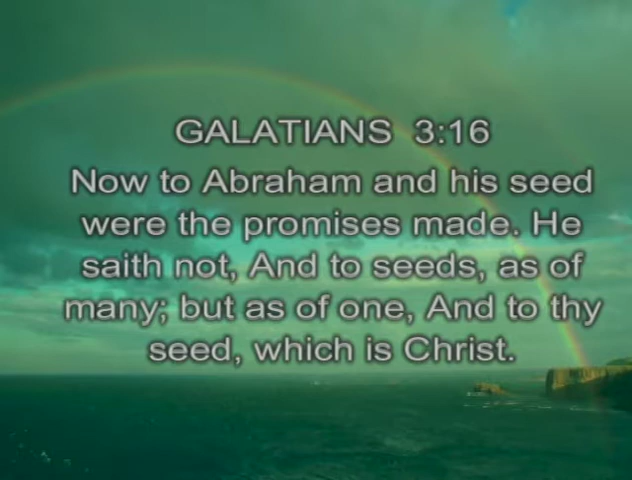 GALATIANS 3:16
Now to Abraham and his seed
were the promises made. He
saith not, And to seeds, as of
many; but as of one, And to thy
seed, which is Christ.